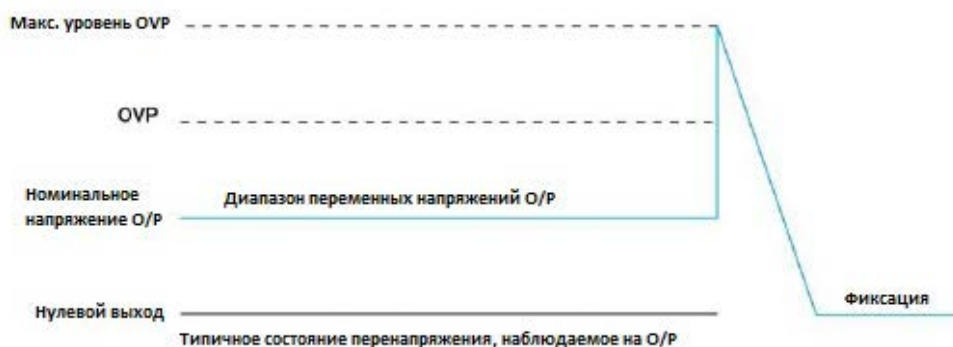 Макс. уровень OVP
OVP
Номинальное
напряжение O/P
Диапазон переменных напряжений O/P
Нулевой выход
Фиксация
Типичное состояние перенапряжения, наблюдаемое на O/P